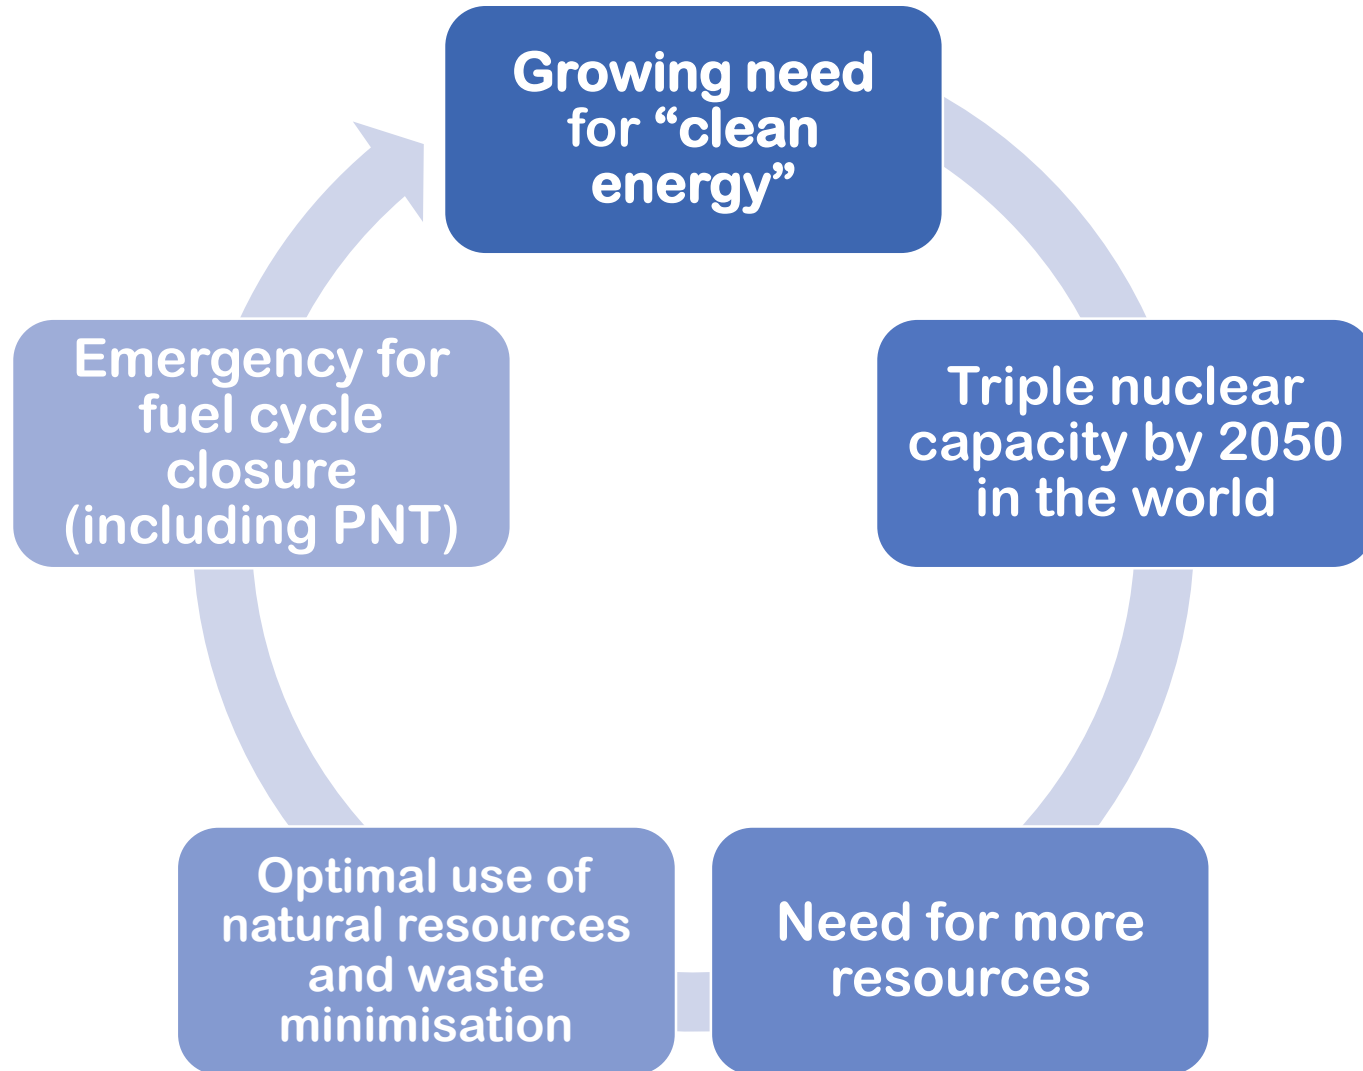 Growing need
for “clean
energy”
Triple nuclear
capacity by 2050
in the world
Need for more
resources
Optimal use of
natural resources
and waste
minimisation
Emergency for
fuel cycle
closure
(including PNT)